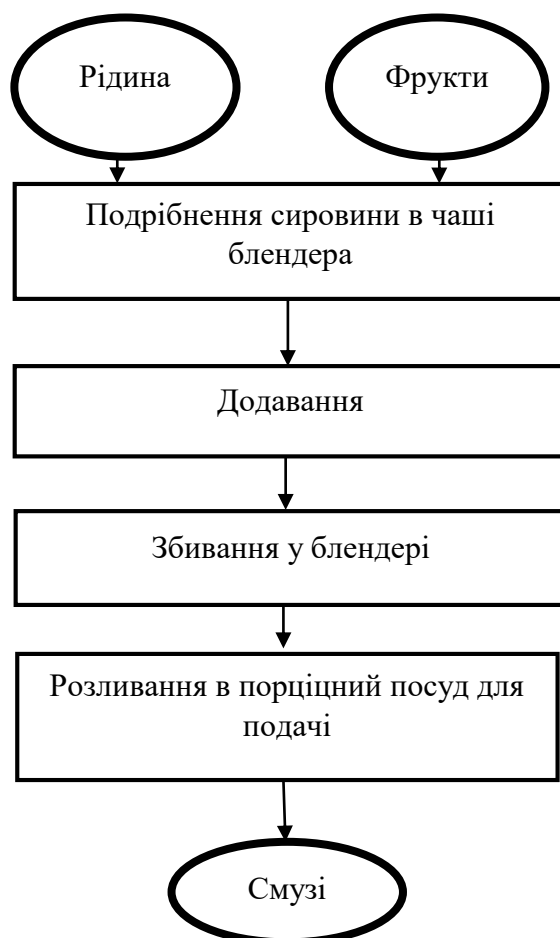 Рідина
Фрукти
Подрібнення сировини в чаші
блендера
Додавання
Збивання у блендері
Розливання в порціцний посуд для
подачі
Смузі